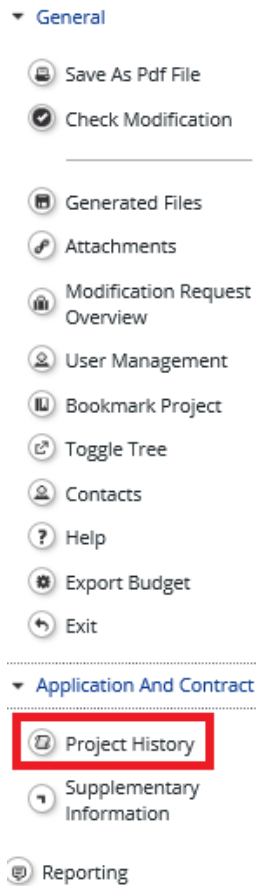 General
Save As Pdf File
Check Modification
Generated Files
Attachments
Modification Request
Overview
User Management
Bookmark Project
Toggle Tree
Contacts
? Help
Export Budget
Exit
Application And Contract
Project History
Supplementary
Information
Reporting